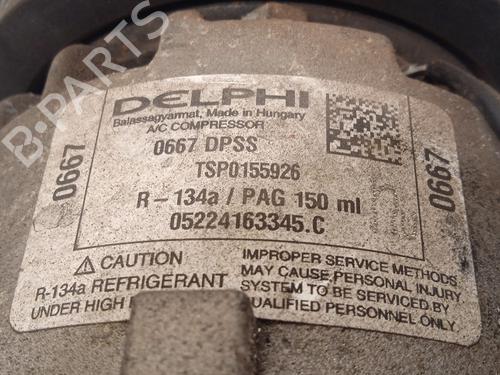 DELPHI
Balassagyarmat, Made in Hungary
A/C COMPRESSOR
0667 DPSS
TSP0155926
R - 134a / PAG 150 ml
05224163345.C
0667
0667
CAUTION
R-134a REFRIGERANT
UNDER HIGH
IMPROPER SERVICE METHODS
MAY CAUSE PERSONAL INJURY
SYSTEM TO BE SERVICED BY
QUALIFIED PERSONNEL ONLY.
B-PARTS